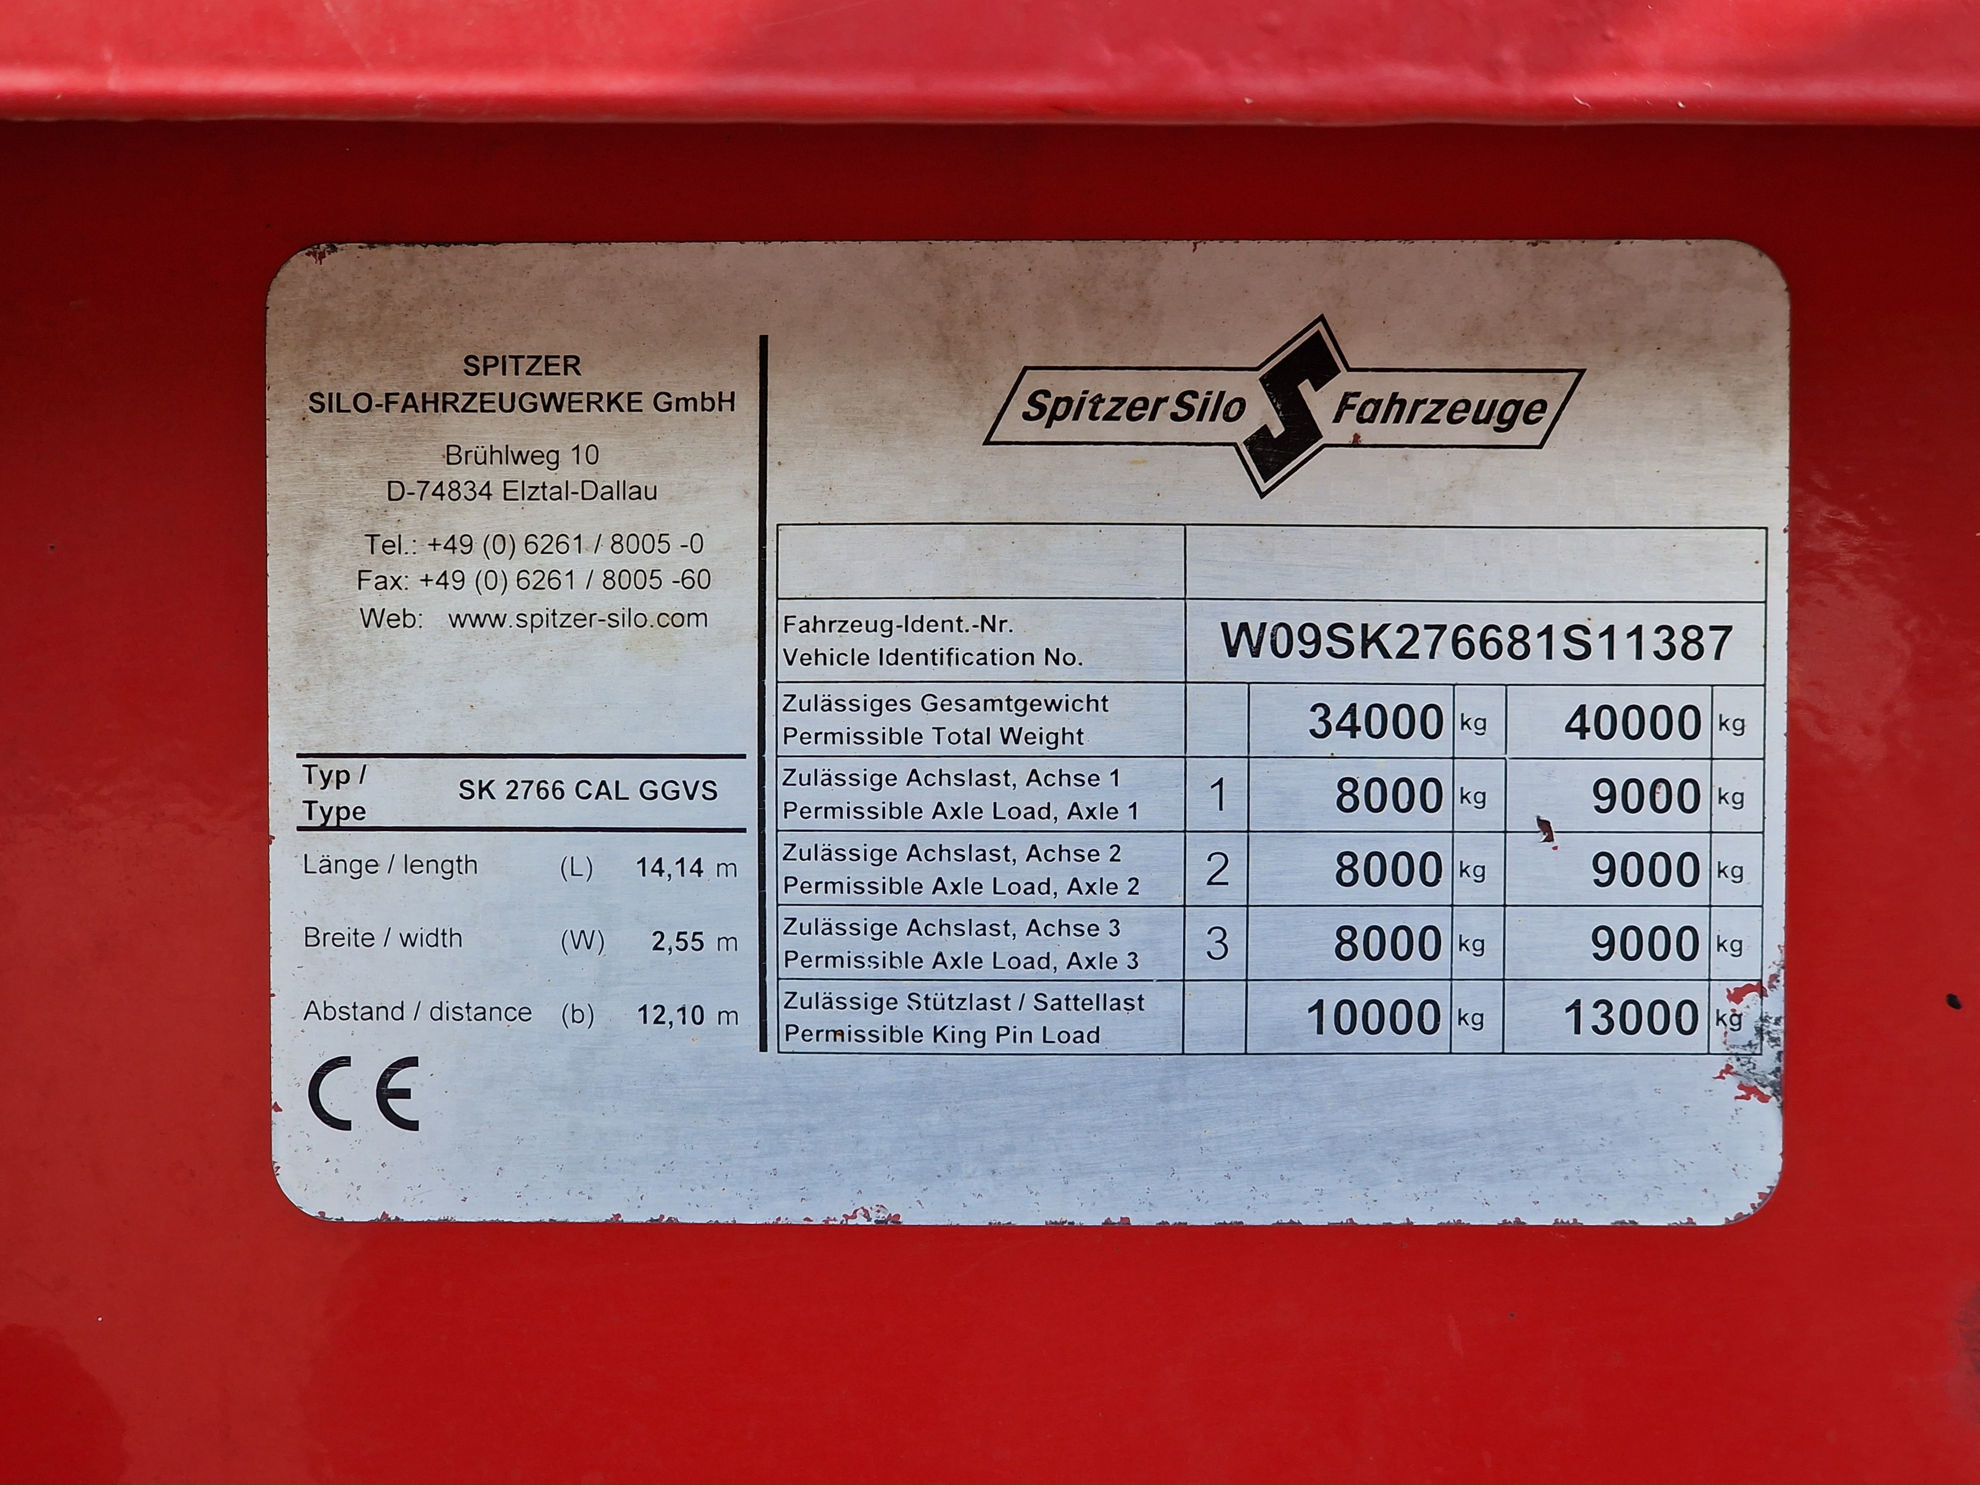 SPITZER
SILO-FAHRZEUGWERKE GmbH
Brühlweg 10
D-74834 Elztal-Dallau
Tel.: +49 (0) 6261 / 8005 -0
Fax: +49 (0) 6261 / 8005 -60
Web: www.spitzer-silo.com
Typ /
Type
SK 2766 CAL GGVS
Länge / length (L) 14,14 m
Breite / width (W) 2,55 m
Abstand / distance (b) 12,10 m
CE
Spitzer Silo S Fahrzeuge
Fahrzeug-Ident.-Nr.
Vehicle Identification No.
W09SK276681S11387
Zulässiges Gesamtgewicht
Permissible Total Weight
34000 kg 40000 kg
Zulässige Achslast, Achse 1
Permissible Axle Load, Axle 1
1 8000 kg 9000 kg
Zulässige Achslast, Achse 2
Permissible Axle Load, Axle 2
2 8000 kg 9000 kg
Zulässige Achslast, Achse 3
Permissible Axle Load, Axle 3
3 8000 kg 9000 kg
Zulässige Stützlast / Sattellast
Permissible King Pin Load
10000 kg 13000 kg